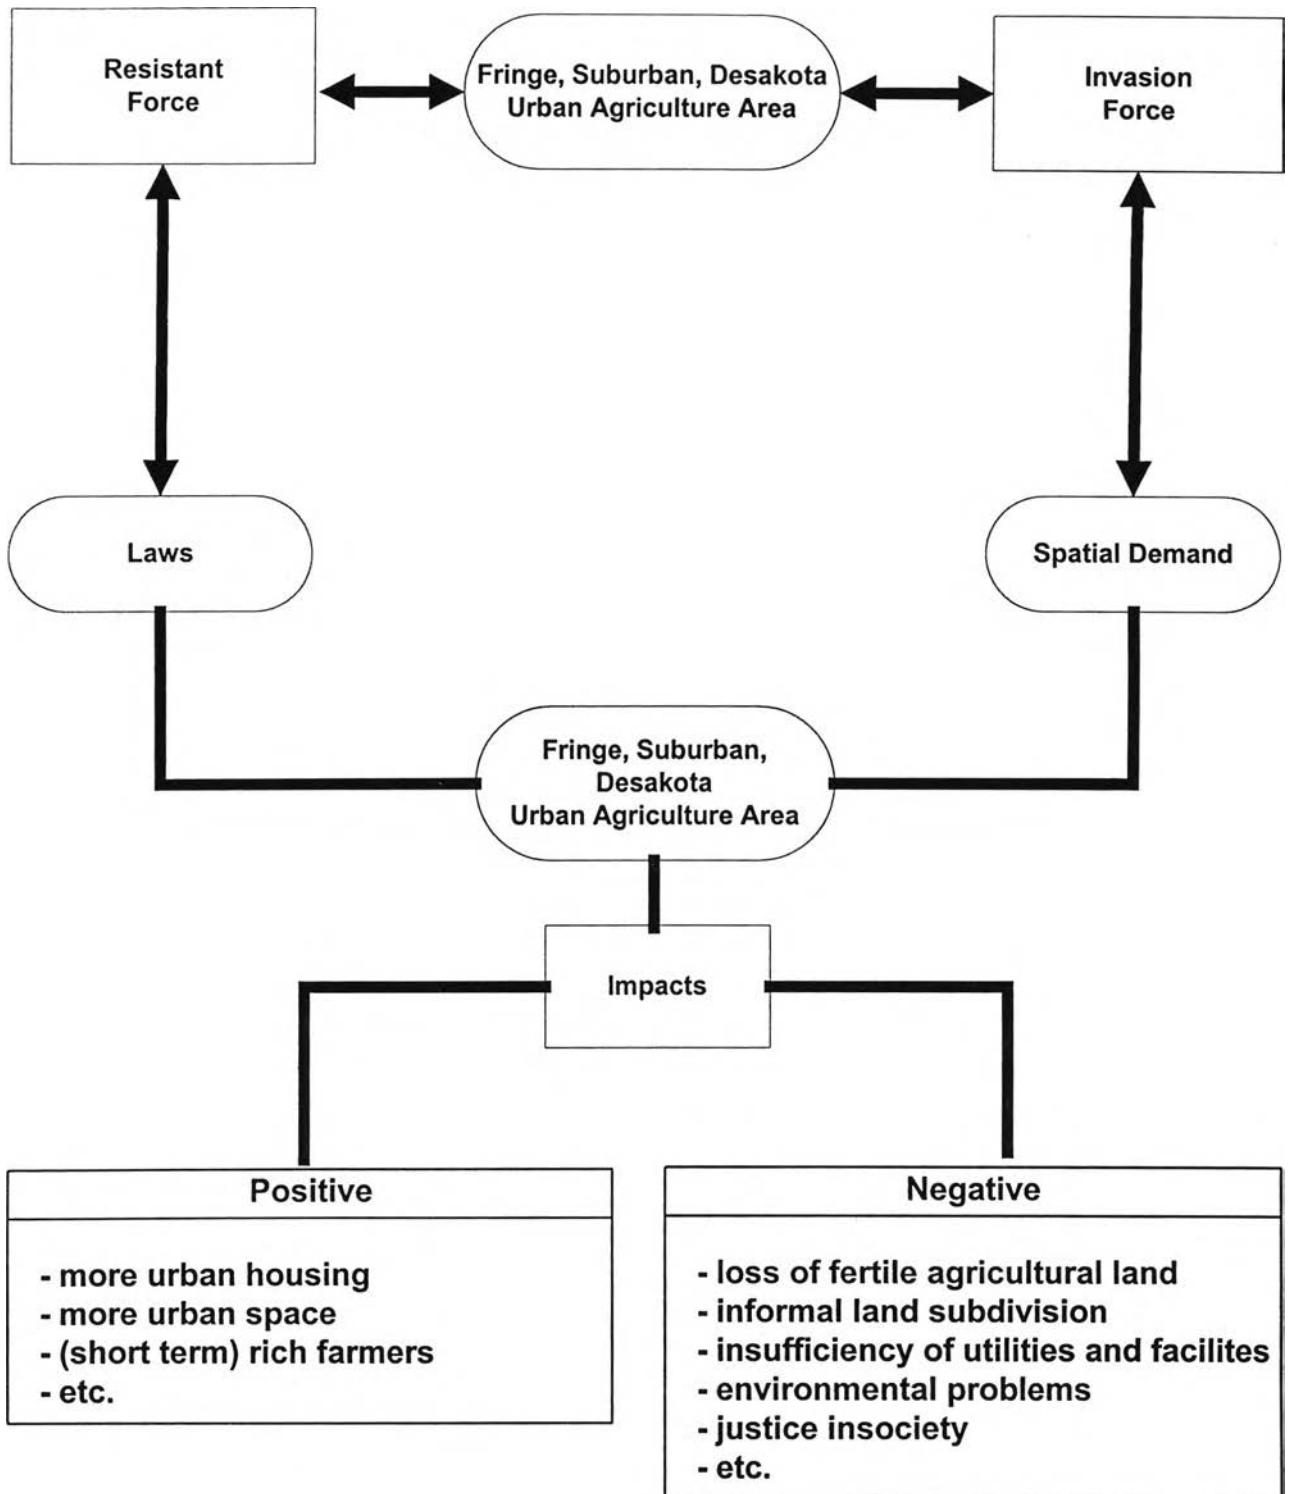 Resistant
Force
Fringe, Suburban, Desakota
Urban Agriculture Area
Invasion
Force
Laws
Spatial Demand
Fringe, Suburban,
Desakota
Urban Agriculture Area
Impacts
Positive
- more urban housing
- more urban space
- (short term) rich farmers
- etc.
Negative
- loss of fertile agricultural land
- informal land subdivision
- insufficiency of utilities and facilites
- environmental problems
- justice insociety
- etc.